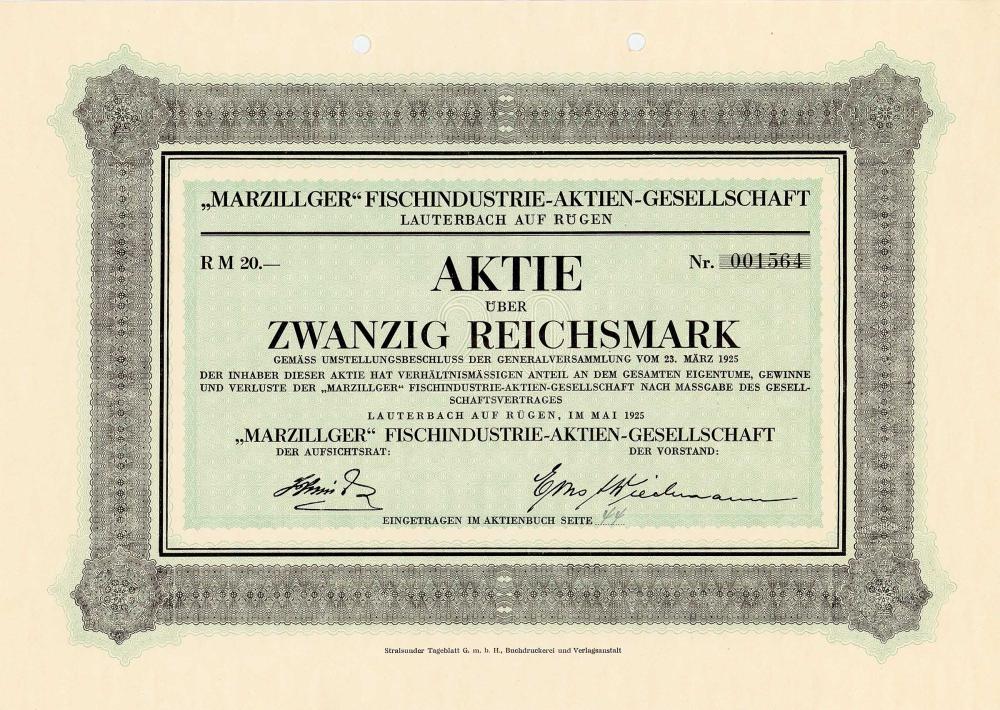 „MARZILLGER“ FISCHINDUSTRIE-AKTIEN-GESELLSCHAFT
LAUTERBACH AUF RÜGEN
R M 20.— Nr. 001564
AKTIE
ÜBER
ZWANZIG REICHSMARK
GEMÄSS UMSTELLUNGSBESCHLUSS DER GENERALVERSAMMLUNG VOM 23. MÄRZ 1925
DER INHABER DIESER AKTIE HAT VERHÄLTNISMÄSSIGEN ANTEIL AN DEM GESAMTEN EIGENTUME, GEWINNE
UND VERLUSTE DER „MARZILLGER“ FISCHINDUSTRIE-AKTIEN-GESELLSCHAFT NACH MASSGABE DES GESELL-
SCHAFTSVERTRAGES
LAUTERBACH AUF RÜGEN, IM MAI 1925
„MARZILLGER“ FISCHINDUSTRIE-AKTIEN-GESELLSCHAFT
DER AUFSICHTSRAT: DER VORSTAND:
Ernst Wiedemann
EINGETRAGEN IM AKTIENBUCH SEITE 44
Stralsunder Tageblatt G. m. b. H., Buchdruckerei und Verlagsanstalt